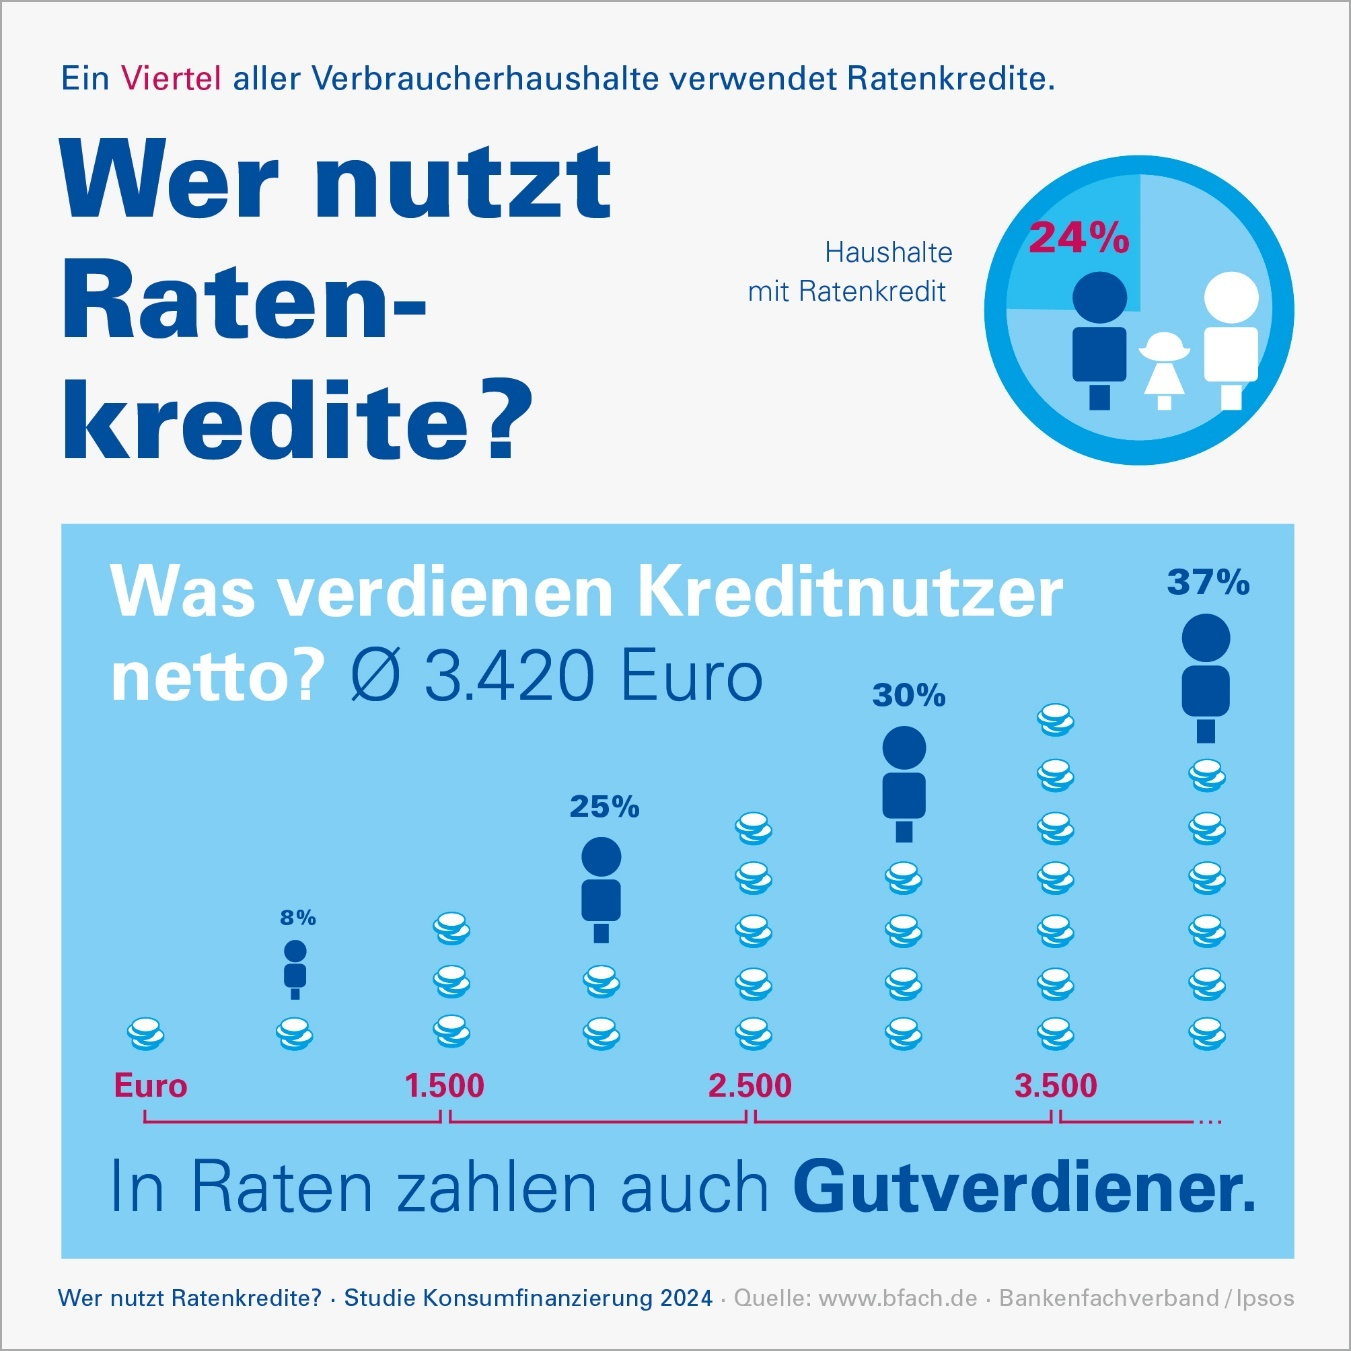 Ein Viertel aller Verbraucherhaushalte verwendet Ratenkredite.
Wer nutzt
Raten-
kredite?
Haushalte
mit Ratenkredit
24%
Was verdienen Kreditnutzer
netto? Ø 3.420 Euro
8%
25%
30%
37%
Euro 1.500 2.500 3.500 ...
In Raten zahlen auch Gutverdiener.
Wer nutzt Ratenkredite? · Studie Konsumfinanzierung 2024 · Quelle: www.bfach.de · Bankenfachverband/Ipsos